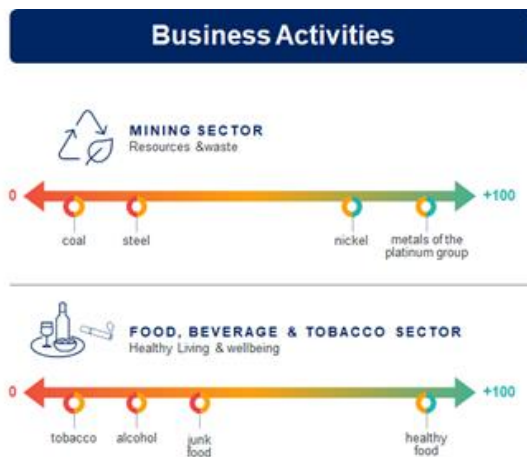 Business Activities
MINING SECTOR
Resources &waste
0 +100
coal steel nickel metals of the
platinum group
FOOD, BEVERAGE & TOBACCO SECTOR
Healthy Living & wellbeing
0 +100
tobacco alcohol junk healthy
food food